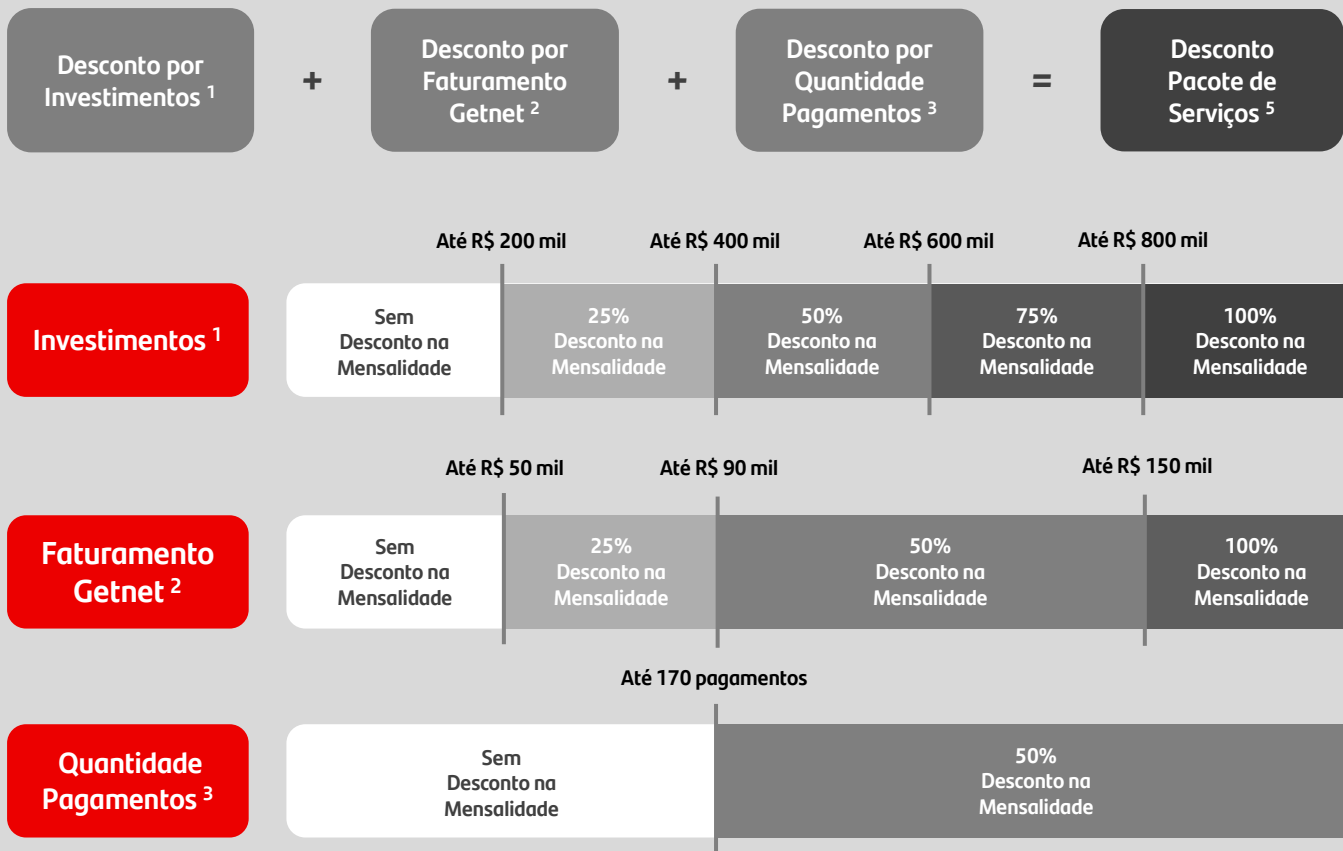 Desconto por
Investimentos ¹
+
Desconto por
Faturamento
Getnet ²
+
Desconto por
Quantidade
Pagamentos ³
=
Desconto
Pacote de
Serviços ⁵
Até R$ 200 mil
Até R$ 400 mil
Até R$ 600 mil
Até R$ 800 mil
Investimentos ¹
Sem
Desconto na
Mensalidade
25%
Desconto na
Mensalidade
50%
Desconto na
Mensalidade
75%
Desconto na
Mensalidade
100%
Desconto na
Mensalidade
Até R$ 50 mil
Até R$ 90 mil
Até R$ 150 mil
Faturamento
Getnet ²
Sem
Desconto na
Mensalidade
25%
Desconto na
Mensalidade
50%
Desconto na
Mensalidade
100%
Desconto na
Mensalidade
Até 170 pagamentos
Quantidade
Pagamentos ³
Sem
Desconto na
Mensalidade
50%
Desconto na
Mensalidade